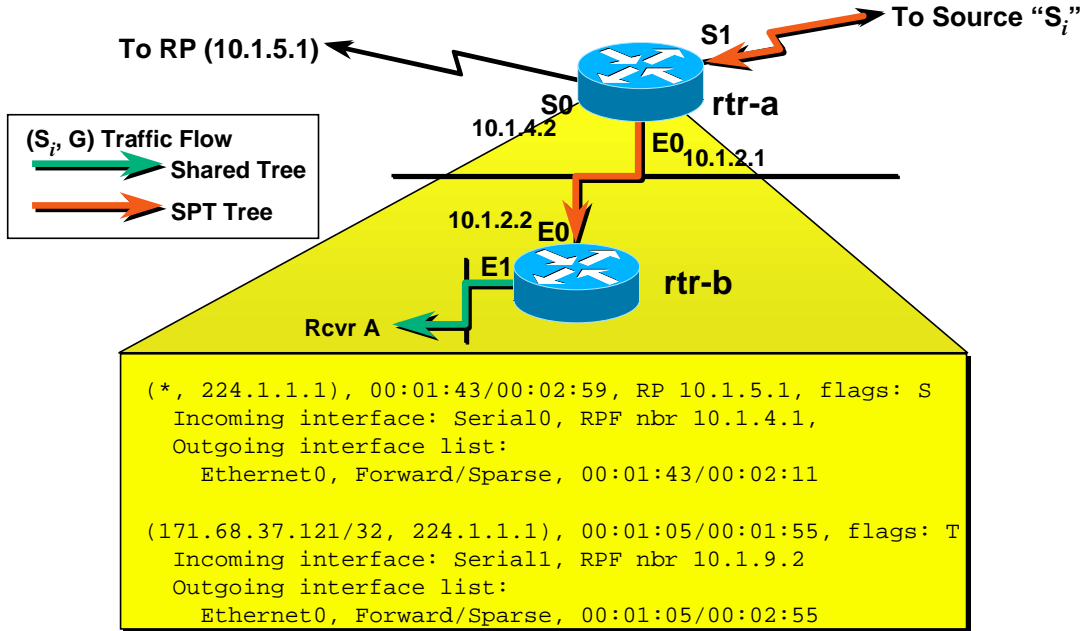 To Source “Si”
To RP (10.1.5.1)
S1
rtr-a
S0
10.1.4.2
E0
10.1.2.1
(Si, G) Traffic Flow
Shared Tree
SPT Tree
10.1.2.2
E0
E1
rtr-b
Rcvr A
(*, 224.1.1.1), 00:01:43/00:02:59, RP 10.1.5.1, flags: S
Incoming interface: Serial0, RPF nbr 10.1.4.1,
Outgoing interface list:
Ethernet0, Forward/Sparse, 00:01:43/00:02:11
(171.68.37.121/32, 224.1.1.1), 00:01:05/00:01:55, flags: T
Incoming interface: Serial1, RPF nbr 10.1.9.2
Outgoing interface list:
Ethernet0, Forward/Sparse, 00:01:05/00:02:55